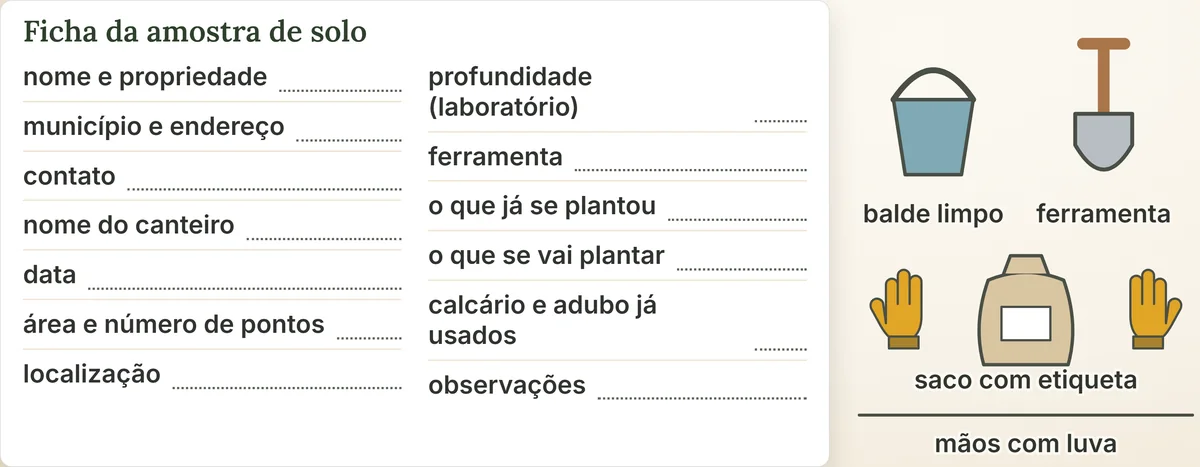 Ficha da amostra de solo
nome e propriedade
município e endereço
contato
nome do canteiro
data
área e número de pontos
localização
profundidade
(laboratório)
ferramenta
o que já se plantou
o que se vai plantar
calcário e adubo já
usados
observações
balde limpo
ferramenta
saco com etiqueta
mãos com luva